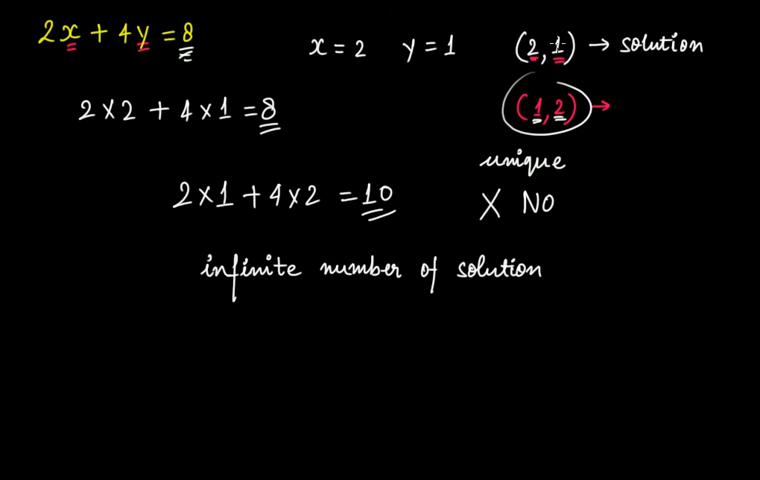 2x + 4y = 8
x = 2 y = 1 (2,1) → solution
2 × 2 + 4 × 1 = 8
(1,2) →
unique
2 × 1 + 4 × 2 = 10
X NO
infinite number of solution